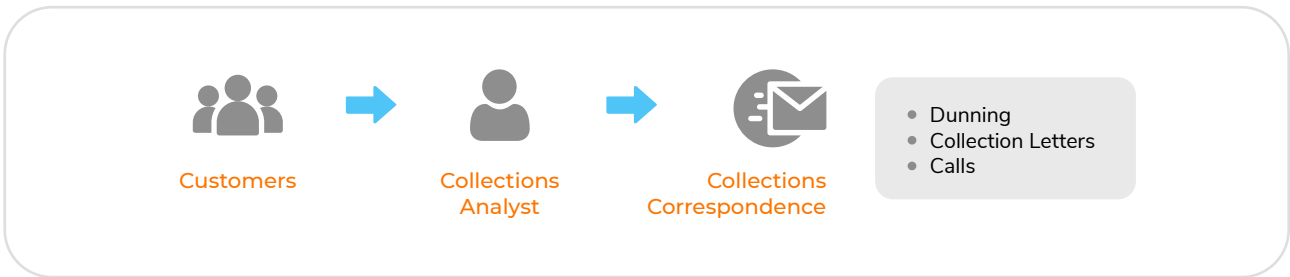 Customers
Collections
Analyst
Collections
Correspondence
Dunning
Collection Letters
Calls